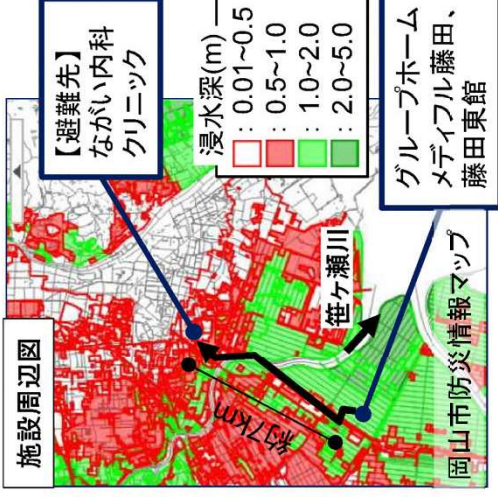 施設周辺図
【避難先】
ながい内科
クリニック
浸水深(m)
: 0.01~0.5
: 0.5~1.0
: 1.0~2.0
: 2.0~5.0
笹ヶ瀬川
約7km
グループホーム
メディフル藤田、
藤田東館
岡山市防災情報マップ